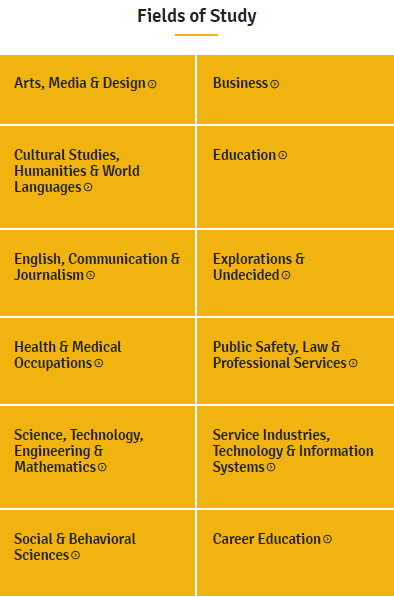 Fields of Study
Arts, Media & Design
Business
Cultural Studies,
Humanities & World
Languages
Education
English, Communication &
Journalism
Explorations &
Undecided
Health & Medical
Occupations
Public Safety, Law &
Professional Services
Science, Technology,
Engineering &
Mathematics
Service Industries,
Technology & Information
Systems
Social & Behavioral
Sciences
Career Education